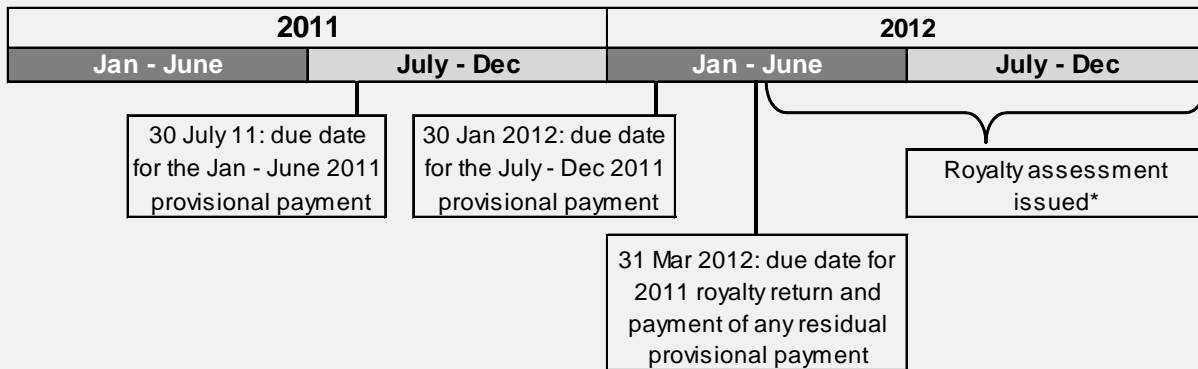 2011
2012
Jan - June
July - Dec
Jan - June
July - Dec
30 July 11: due date
for the Jan - June 2011
provisional payment
30 Jan 2012: due date
for the July - Dec 2011
provisional payment
Royalty assessment
issued*
31 Mar 2012: due date for
2011 royalty return and
payment of any residual
provisional payment